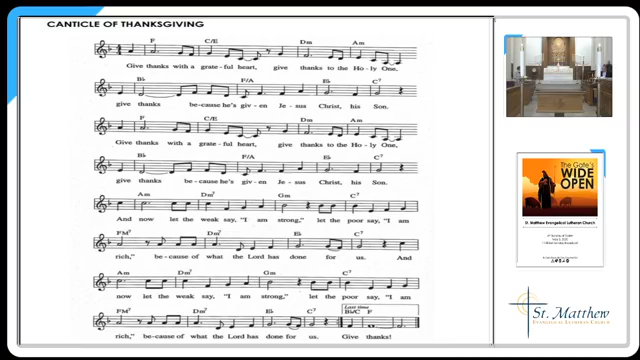 CANTICLE OF THANKSGIVING
F C/E Dm Am
Give thanks with a grate-ful heart, give thanks to the Ho-ly One,
B♭ F/A E♭ C7
give thanks be-cause he's giv-en Je-sus Christ, his Son.
F C/E Dm Am
Give thanks with a grate-ful heart, give thanks to the Ho-ly One,
B♭ F/A E♭ C7
give thanks be-cause he's giv-en Je-sus Christ, his Son.
Am Dm7 Gm C7
And now let the weak say, "I am strong," let the poor say, "I am
FM7 Dm7 E♭ C7
rich," be-cause of what the Lord has done for us. And
Am Dm7 Gm C7
now let the weak say, "I am strong," let the poor say, "I am
FM7 Dm7 E♭ C7 Last time B♭/C F
rich," be-cause of what the Lord has done for us. Give thanks!
The Gate's
WIDE
OPEN
St. Matthew Evangelical Lutheran Church
St. Matthew
EVANGELICAL LUTHERAN CHURCH